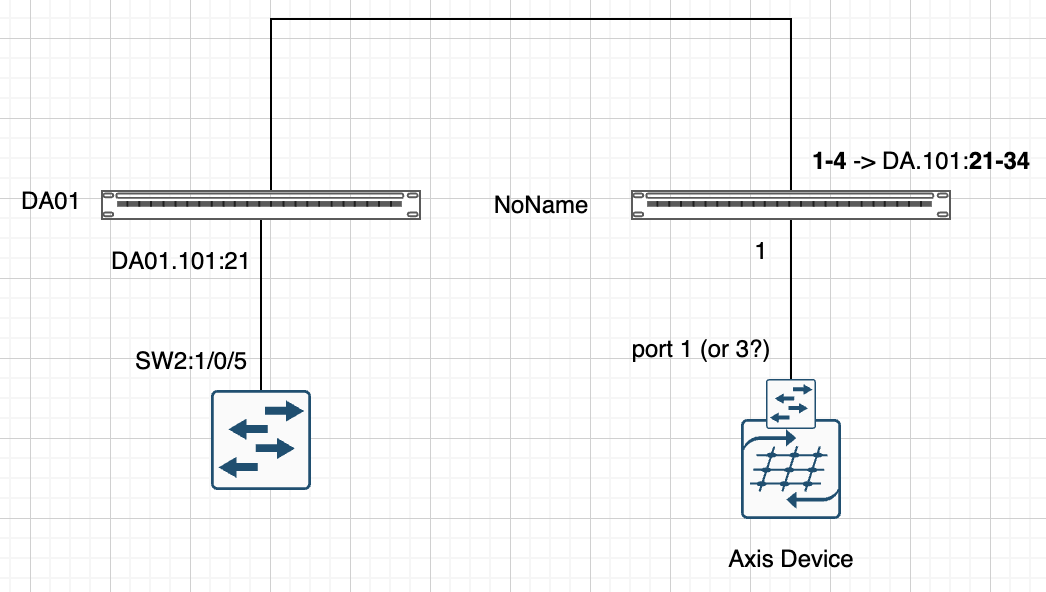 1-4 -> DA.101:21-34
DA01
NoName
DA01.101:21
1
SW2:1/0/5
port 1 (or 3?)
Axis Device